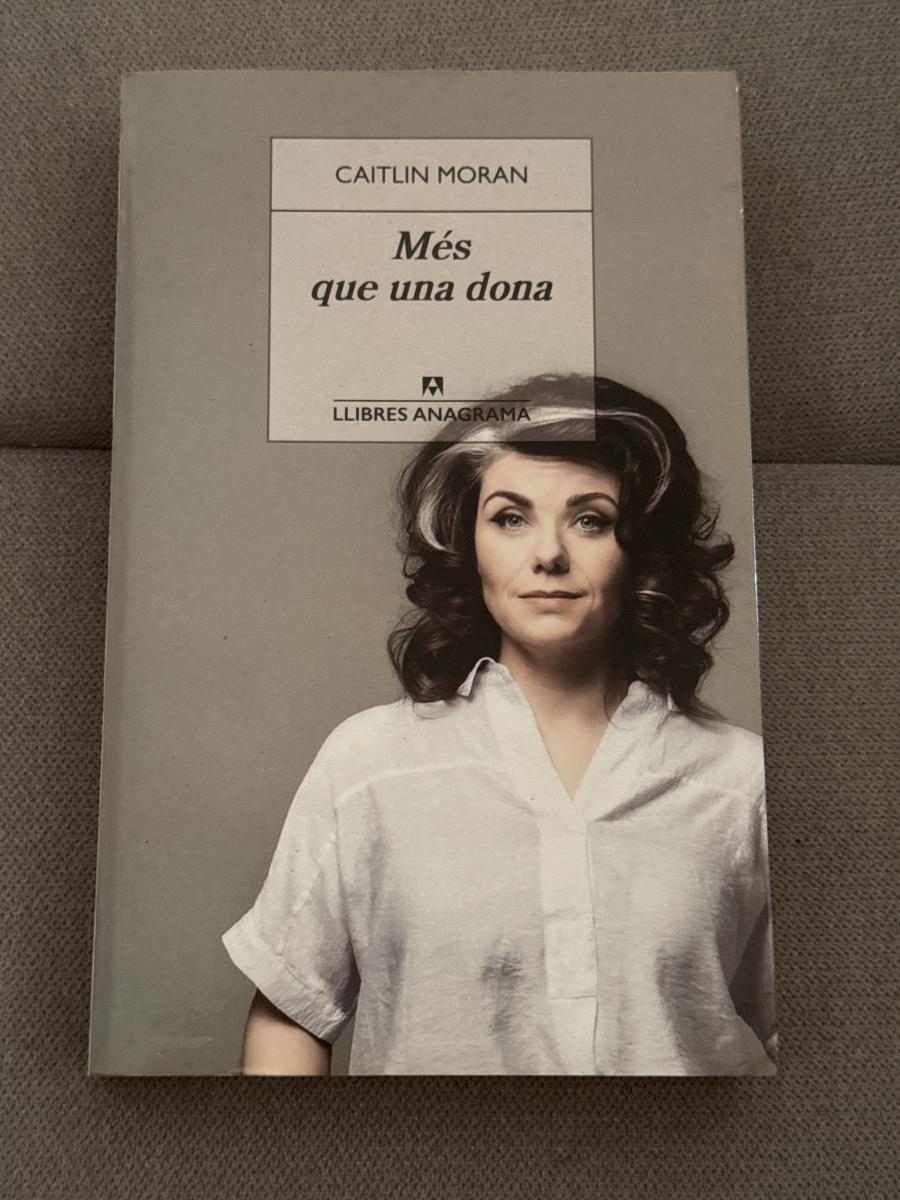 CAITLIN MORAN
Més
que una dona
LLIBRES ANAGRAMA